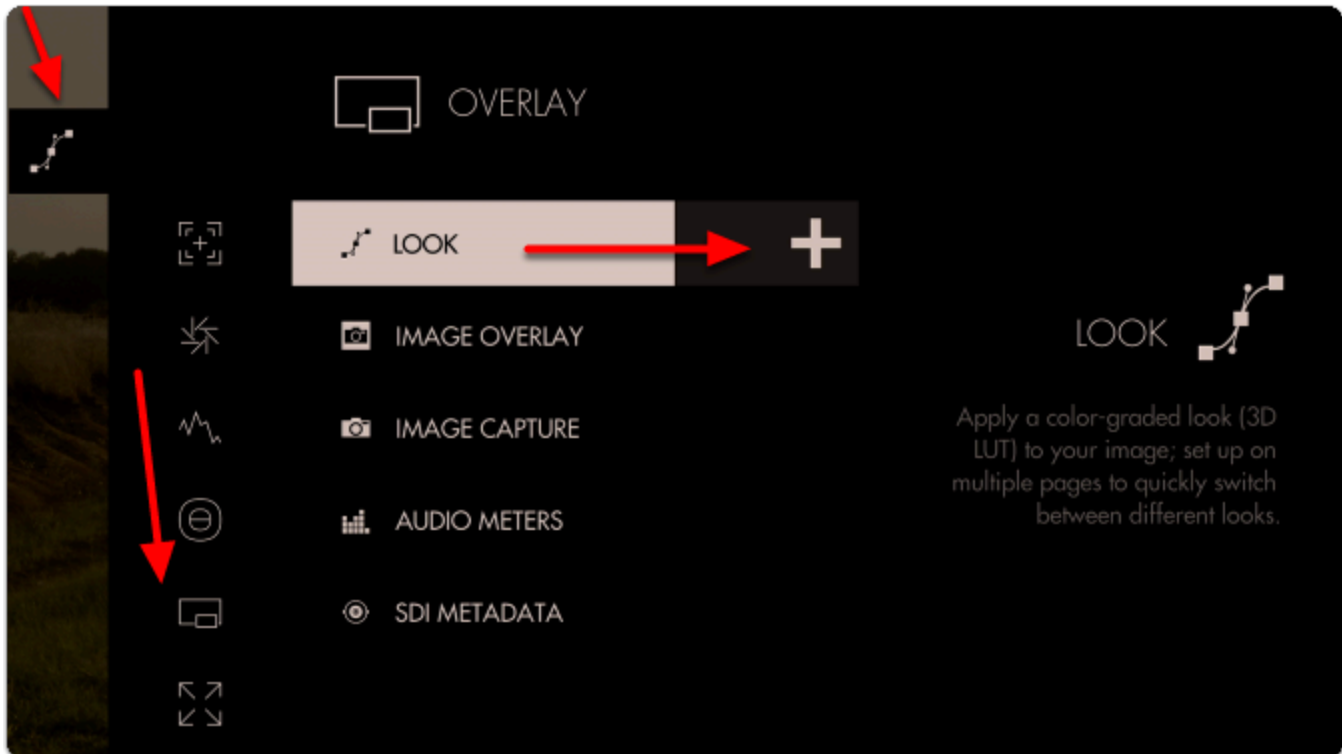 OVERLAY
LOOK
IMAGE OVERLAY
IMAGE CAPTURE
AUDIO METERS
SDI METADATA
LOOK
Apply a color-graded look (3D
LUT) to your image; set up on
multiple pages to quickly switch
between different looks.